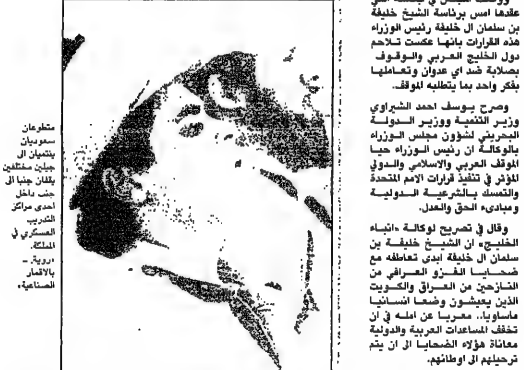 عقدها امس برئاسة الشيخ خليفة
بن سلمان ال خليفة رئيس الوزراء
هذه القرارات بانها عكست تلاحم
دول الخليج العربي والوقوف
بصلابة ضد اي عدوان وتعاملها
بفكر واحد بما يتطلبه الموقف.
وصرح يوسف احمد الشيراوي
وزير التنمية ووزير الدولة
البحريني لشؤون مجلس الوزراء
بالوكالة ان رئيس الوزراء حيا
الموقف العربي والاسلامي والدولي
المؤثر في تنفيذ قرارات الامم المتحدة
والتمسك بالشرعية الدولية
ومبادىء الحق والعدل.
وقال في تصريح لوكالة «انباء
الخليج» ان الشيخ خليفة بن
سلمان ال خليفة ابدى تعاطفه مع
ضحايا الغزو العراقي من
النازحين من العراق والكويت
الذين يعيشون وضعا انسانيا
ماساويا.. معربا عن امله في أن
تخفف المساعدات العربية والدولية
معاناة هؤلاء الضحايا الى ان يتم
ترحيلهم الى اوطانهم.
متطوعان
سعوديان
ينتميان الى
جيلين مختلفين
يقفان جنبا الى
جنب داخل
احدى مراكز
التدريب
العسكري في
المملكة.
«رويتر -
بالاقمار
الصناعية»